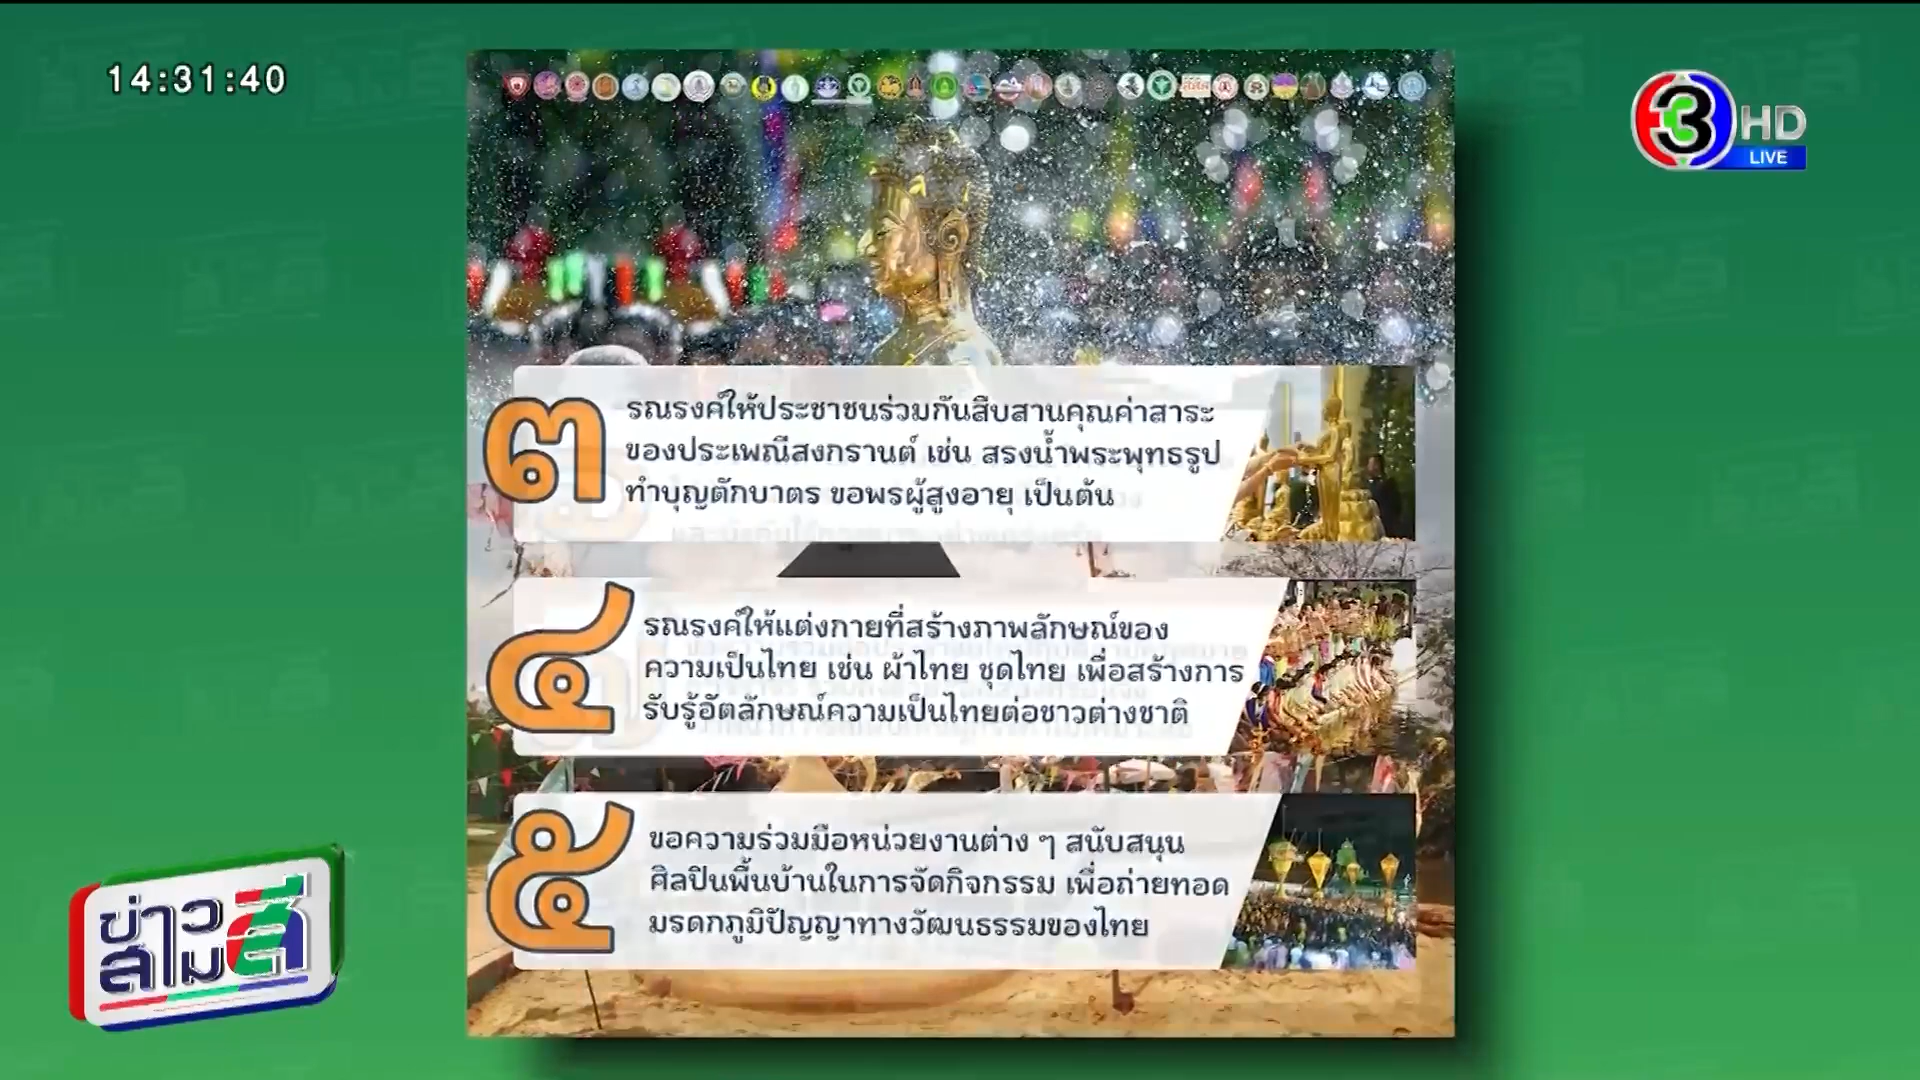 14:31:40
3 HD
LIVE
๓
รณรงค์ให้ประชาชนร่วมกันสืบสานคุณค่าสาระ
ของประเพณีสงกรานต์ เช่น สรงน้ำพระพุทธรูป
ทำบุญตักบาตร ขอพรผู้สูงอายุ เป็นต้น
๔
รณรงค์ให้แต่งกายที่สร้างภาพลักษณ์ของ
ความเป็นไทย เช่น ผ้าไทย ชุดไทย เพื่อสร้างการ
รับรู้อัตลักษณ์ความเป็นไทยต่อชาวต่างชาติ
๕
ขอความร่วมมือหน่วยงานต่าง ๆ สนับสนุน
ศิลปินพื้นบ้านในการจัดกิจกรรม เพื่อถ่ายทอด
มรดกภูมิปัญญาทางวัฒนธรรมของไทย
ข่าว
สามสี